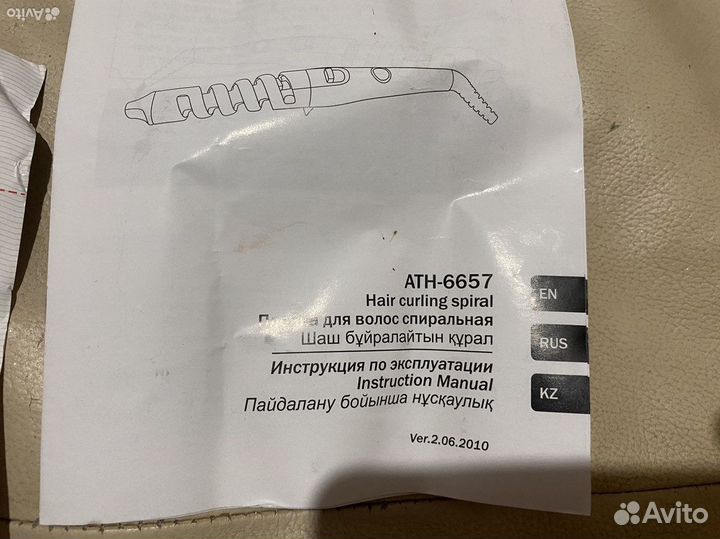 Avito
ATH-6657
Hair curling spiral
для волос спиральная
Шаш бұйралайтын құрал
Инструкция по эксплуатации
Instruction Manual
Пайдалану бойынша нұсқаулық
Ver.2.06.2010
EN
RUS
KZ
Avito